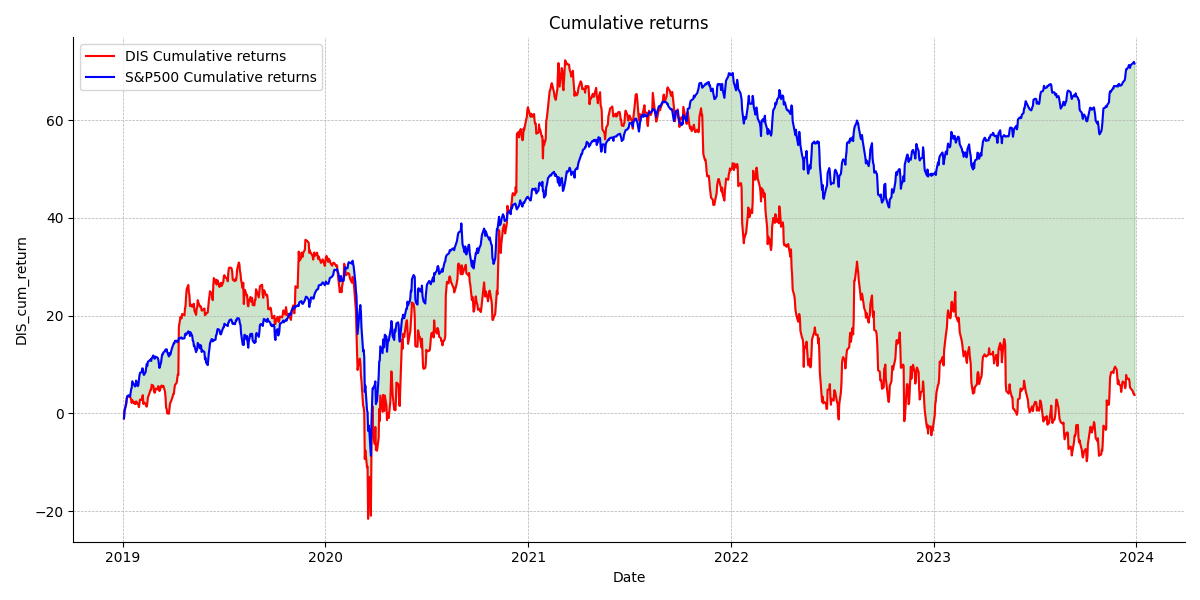 Cumulative returns
DIS Cumulative returns
S&P500 Cumulative returns
DIS_cum_return
60
40
20
0
−20
2019 2020 2021 2022 2023 2024
Date